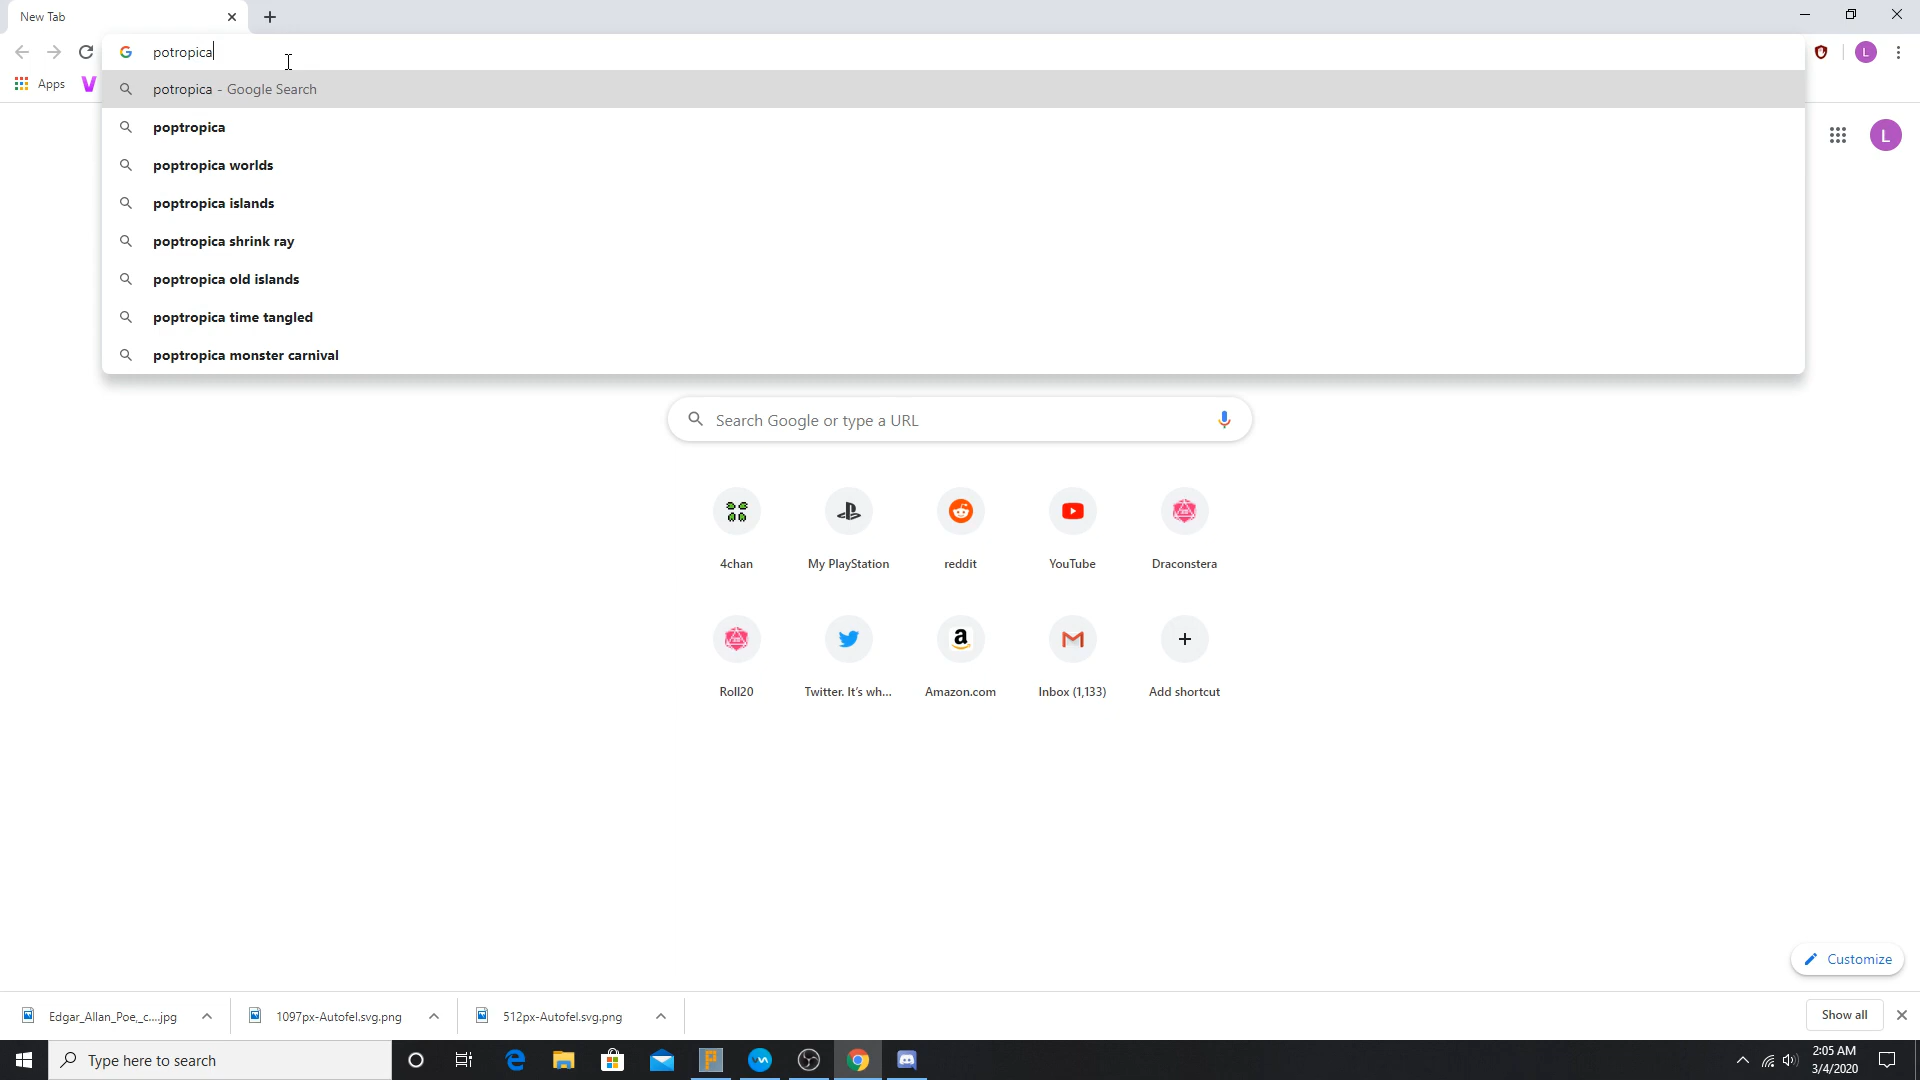 New Tab
potropica
Apps
potropica - Google Search
poptropica
poptropica worlds
poptropica islands
poptropica shrink ray
poptropica old islands
poptropica time tangled
poptropica monster carnival
L
L
Search Google or type a URL
4chan
My PlayStation
reddit
YouTube
Draconstera
Roll20
Twitter. It's wh...
Amazon.com
Inbox (1,133)
Add shortcut
Customize
Edgar_Allan_Poe,_c....jpg
1097px-Autofel.svg.png
512px-Autofel.svg.png
Show all
Type here to search
2:05 AM
3/4/2020